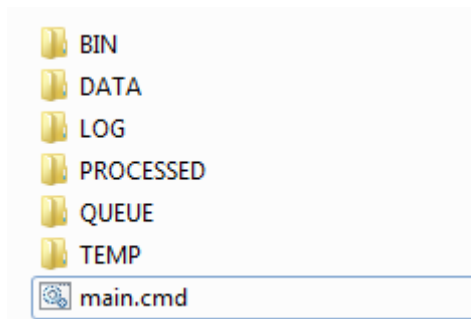 BIN
DATA
LOG
PROCESSED
QUEUE
TEMP
main.cmd